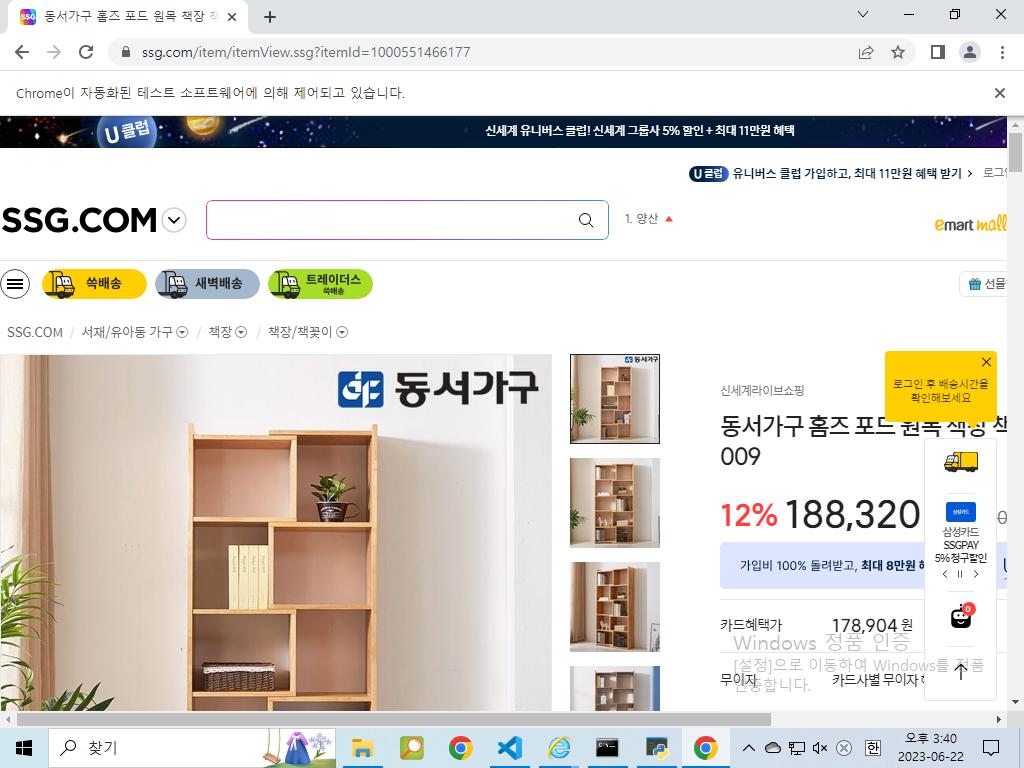 동서가구 홈즈 포드 원목 책장
ssg.com/item/itemView.ssg?itemId=1000551466177
Chrome이 자동화된 테스트 소프트웨어에 의해 제어되고 있습니다.
U클럽
신세계 유니버스 클럽! 신세계 그룹사 5% 할인 + 최대 11만원 혜택
U클럽 유니버스 클럽 가입하고, 최대 11만원 혜택 받기
SSG.COM
1. 양산
emart mall
쓱배송
새벽배송
트레이더스
쓱배송
선물
SSG.COM / 서재/유아동 가구 / 책장 / 책장/책꽂이
동서가구
동서가구
로그인 후 배송시간을
확인해보세요
신세계라이브쇼핑
동서가구 홈즈 포드 원목 책장 책
009
12% 188,320
삼성카드
삼성카드
SSGPAY
5% 청구할인
가입비 100% 돌려받고, 최대 8만원
0
카드혜택가 178,904 원
무이자 카드사별 무이자
Windows 정품 인증
[설정]으로 이동하여 Windows를 정품
인증합니다.
찾기
한
오후 3:40
2023-06-22